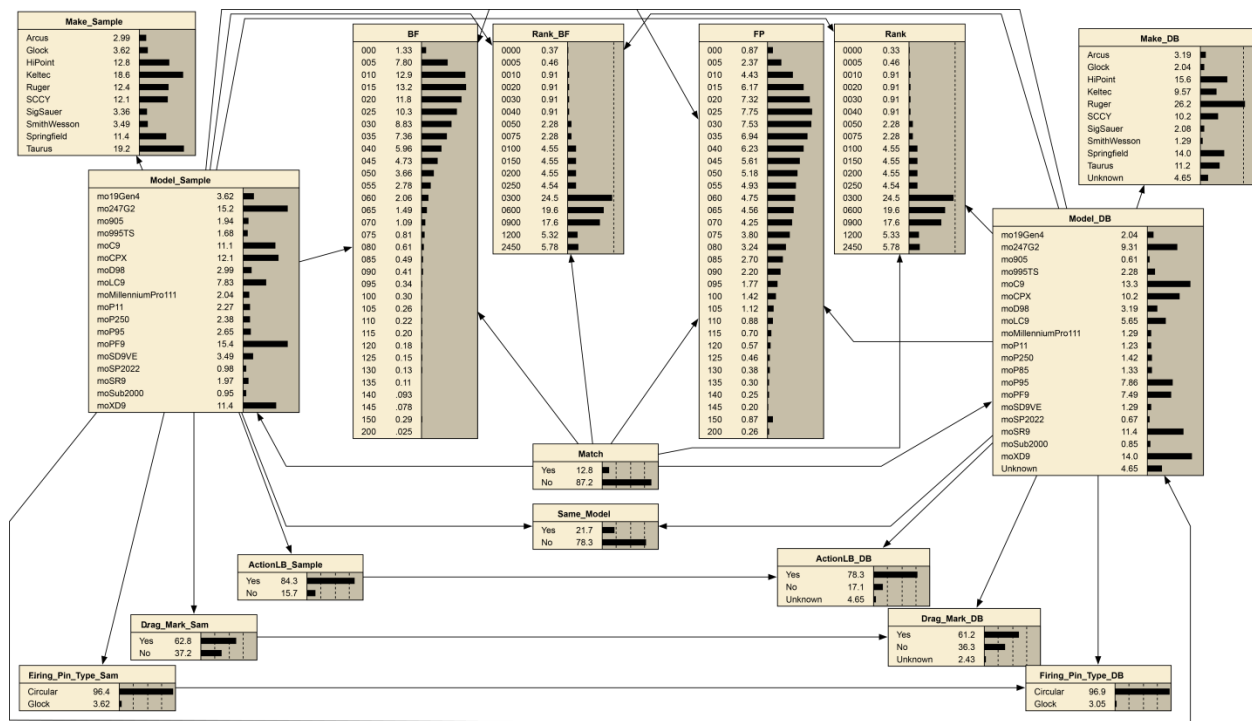 Make_Sample
Arcus 2.99
Glock 3.62
HiPoint 12.8
Keltec 18.6
Ruger 12.4
SCCY 12.1
SigSauer 3.36
SmithWesson 3.49
Springfield 11.4
Taurus 19.2
Model_Sample
mo19Gen4 3.62
mo247G2 15.2
mo905 1.94
mo995TS 1.68
moC9 11.1
moCPX 12.1
moD98 2.99
moLC9 7.83
moMillenniumPro111 2.04
moP11 2.27
moP250 2.38
moP95 2.65
moPF9 15.4
moSD9VE 3.49
moSP2022 0.98
moSR9 1.97
moSub2000 0.95
moXD9 11.4
BF
000 1.33
005 7.80
010 12.9
015 13.2
020 11.8
025 10.3
030 8.83
035 7.36
040 5.96
045 4.73
050 3.66
055 2.78
060 2.06
065 1.49
070 1.09
075 0.81
080 0.61
085 0.49
090 0.41
095 0.34
100 0.30
105 0.26
110 0.22
115 0.20
120 0.18
125 0.15
130 0.13
135 0.11
140 .093
145 .078
150 0.29
200 .025
Rank_BF
0000 0.37
0005 0.46
0010 0.91
0020 0.91
0030 0.91
0040 0.91
0050 2.28
0075 2.28
0100 4.55
0150 4.55
0200 4.55
0250 4.54
0300 24.5
0600 19.6
0900 17.6
1200 5.32
2450 5.78
FP
000 0.87
005 2.37
010 4.43
015 6.17
020 7.32
025 7.75
030 7.53
035 6.94
040 6.23
045 5.61
050 5.18
055 4.93
060 4.75
065 4.56
070 4.25
075 3.80
080 3.24
085 2.70
090 2.20
095 1.77
100 1.42
105 1.12
110 0.88
115 0.70
120 0.57
125 0.46
130 0.38
135 0.30
140 0.25
145 0.20
150 0.87
200 0.26
Rank
0000 0.33
0005 0.46
0010 0.91
0020 0.91
0030 0.91
0040 0.91
0050 2.28
0075 2.28
0100 4.55
0150 4.55
0200 4.55
0250 4.54
0300 24.5
0600 19.6
0900 17.6
1200 5.33
2450 5.78
Make_DB
Arcus 3.19
Glock 2.04
HiPoint 15.6
Keltec 9.57
Ruger 26.2
SCCY 10.2
SigSauer 2.08
SmithWesson 1.29
Springfield 14.0
Taurus 11.2
Unknown 4.65
Model_DB
mo19Gen4 2.04
mo247G2 9.31
mo905 0.61
mo995TS 2.28
moC9 13.3
moCPX 10.2
moD98 3.19
moLC9 5.65
moMillenniumPro111 1.29
moP11 1.23
moP250 1.42
moP85 1.33
moP95 7.86
moPF9 7.49
moSD9VE 1.29
moSP2022 0.67
moSR9 11.4
moSub2000 0.85
moXD9 14.0
Unknown 4.65
Match
Yes 12.8
No 87.2
Same_Model
Yes 21.7
No 78.3
ActionLB_Sample
Yes 84.3
No 15.7
ActionLB_DB
Yes 78.3
No 17.1
Unknown 4.65
Drag_Mark_Sam
Yes 62.8
No 37.2
Drag_Mark_DB
Yes 61.2
No 36.3
Unknown 2.43
Firing_Pin_Type_Sam
Circular 96.4
Glock 3.62
Firing_Pin_Type_DB
Circular 96.9
Glock 3.05